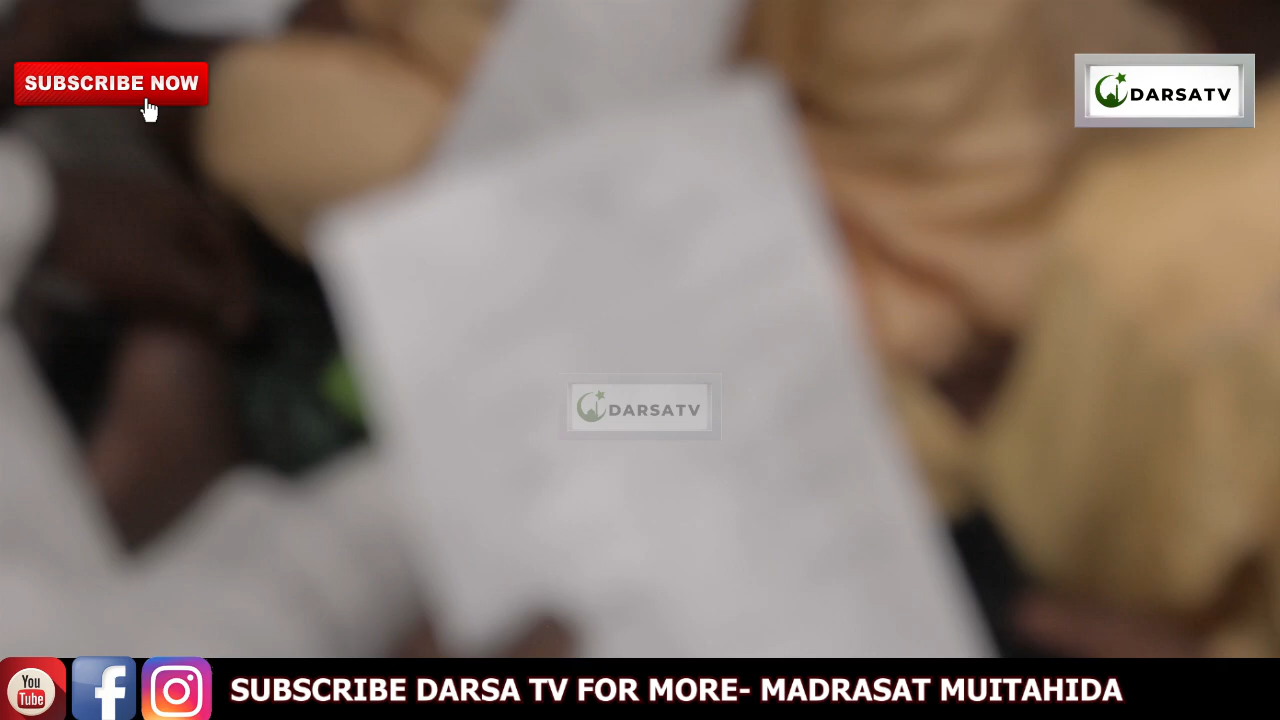 SUBSCRIBE NOW
DARSATV
DARSATV
You
Tube
SUBSCRIBE DARSA TV FOR MORE- MADRASAT MUITAHIDA